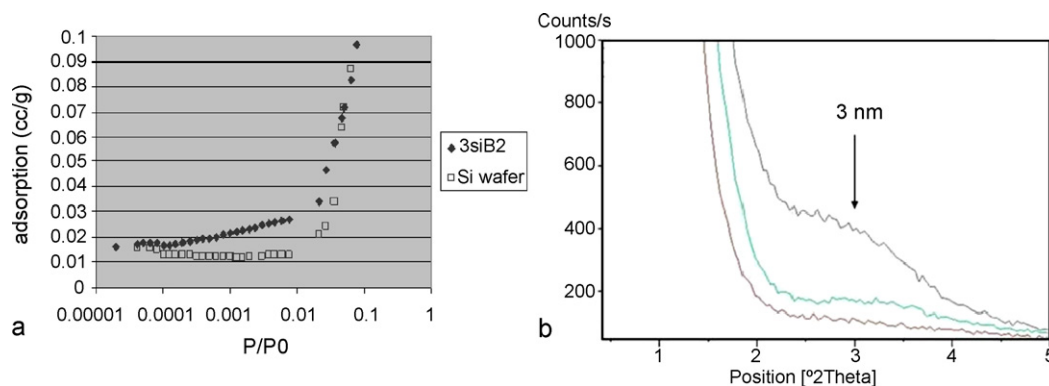 0.1
0.09
0.08
0.07
0.06
0.05
0.04
0.03
0.02
0.01
0
adsorption (cc/g)
0.00001 0.0001 0.001 0.01 0.1 1
P/P0
3siB2
Si wafer
a
Counts/s
1000
800
600
400
200
3 nm
1 2 3 4 5
Position [°2Theta]
b